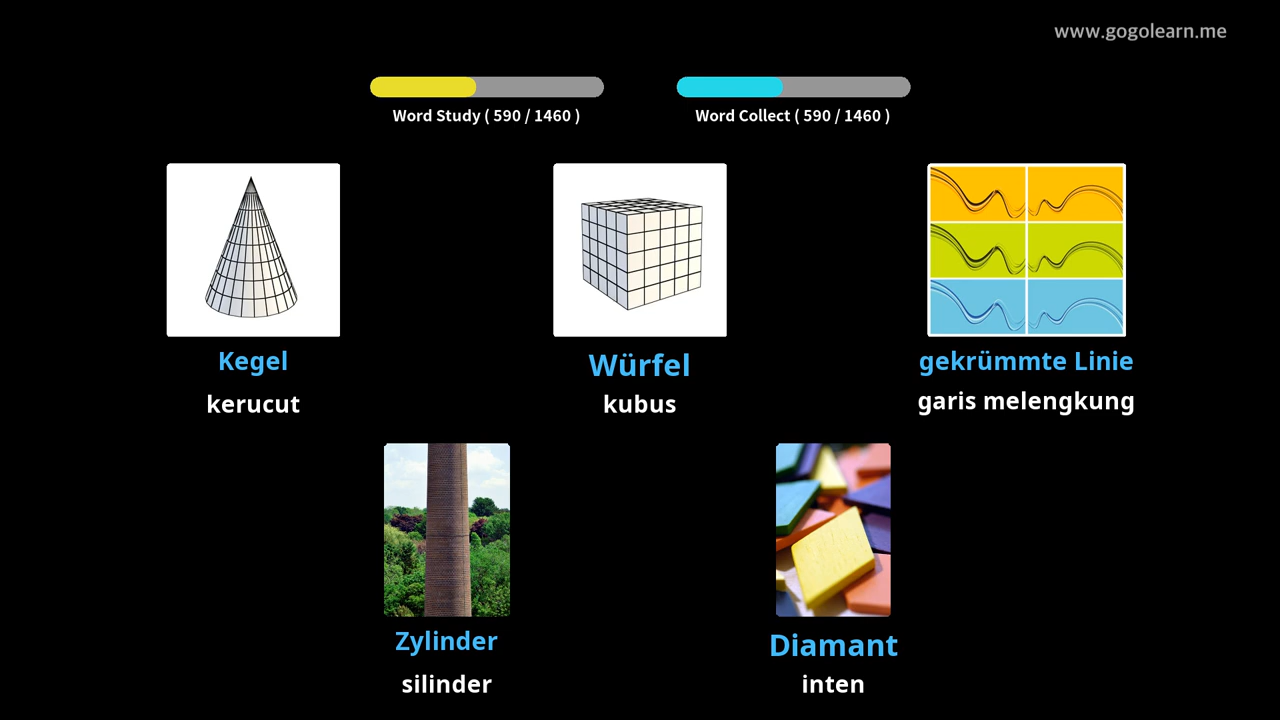 www.gogolearn.me
Word Study ( 590 / 1460 )
Word Collect ( 590 / 1460 )
Kegel
kerucut
Würfel
kubus
gekrümmte Linie
garis melengkung
Zylinder
silinder
Diamant
inten